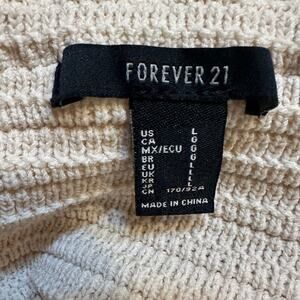 FOREVER 21
US L
CA G
MX/ECU G
BR G
EU L
UK L
KR L
JP L
CN 170/92A
MADE IN CHINA